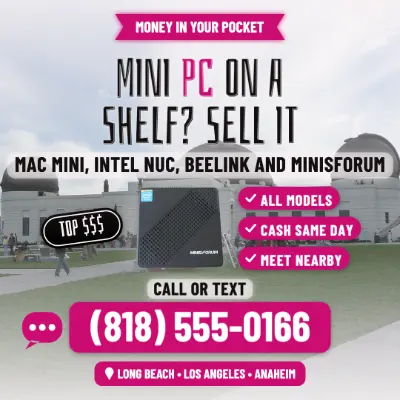 MONEY IN YOUR POCKET
MINI PC ON A
SHELF? SELL IT
MAC MINI, INTEL NUC, BEELINK AND MINISFORUM
TOP $$$
MINISFORUM
ALL MODELS
CASH SAME DAY
MEET NEARBY
CALL OR TEXT
(818) 555-0166
LONG BEACH • LOS ANGELES • ANAHEIM